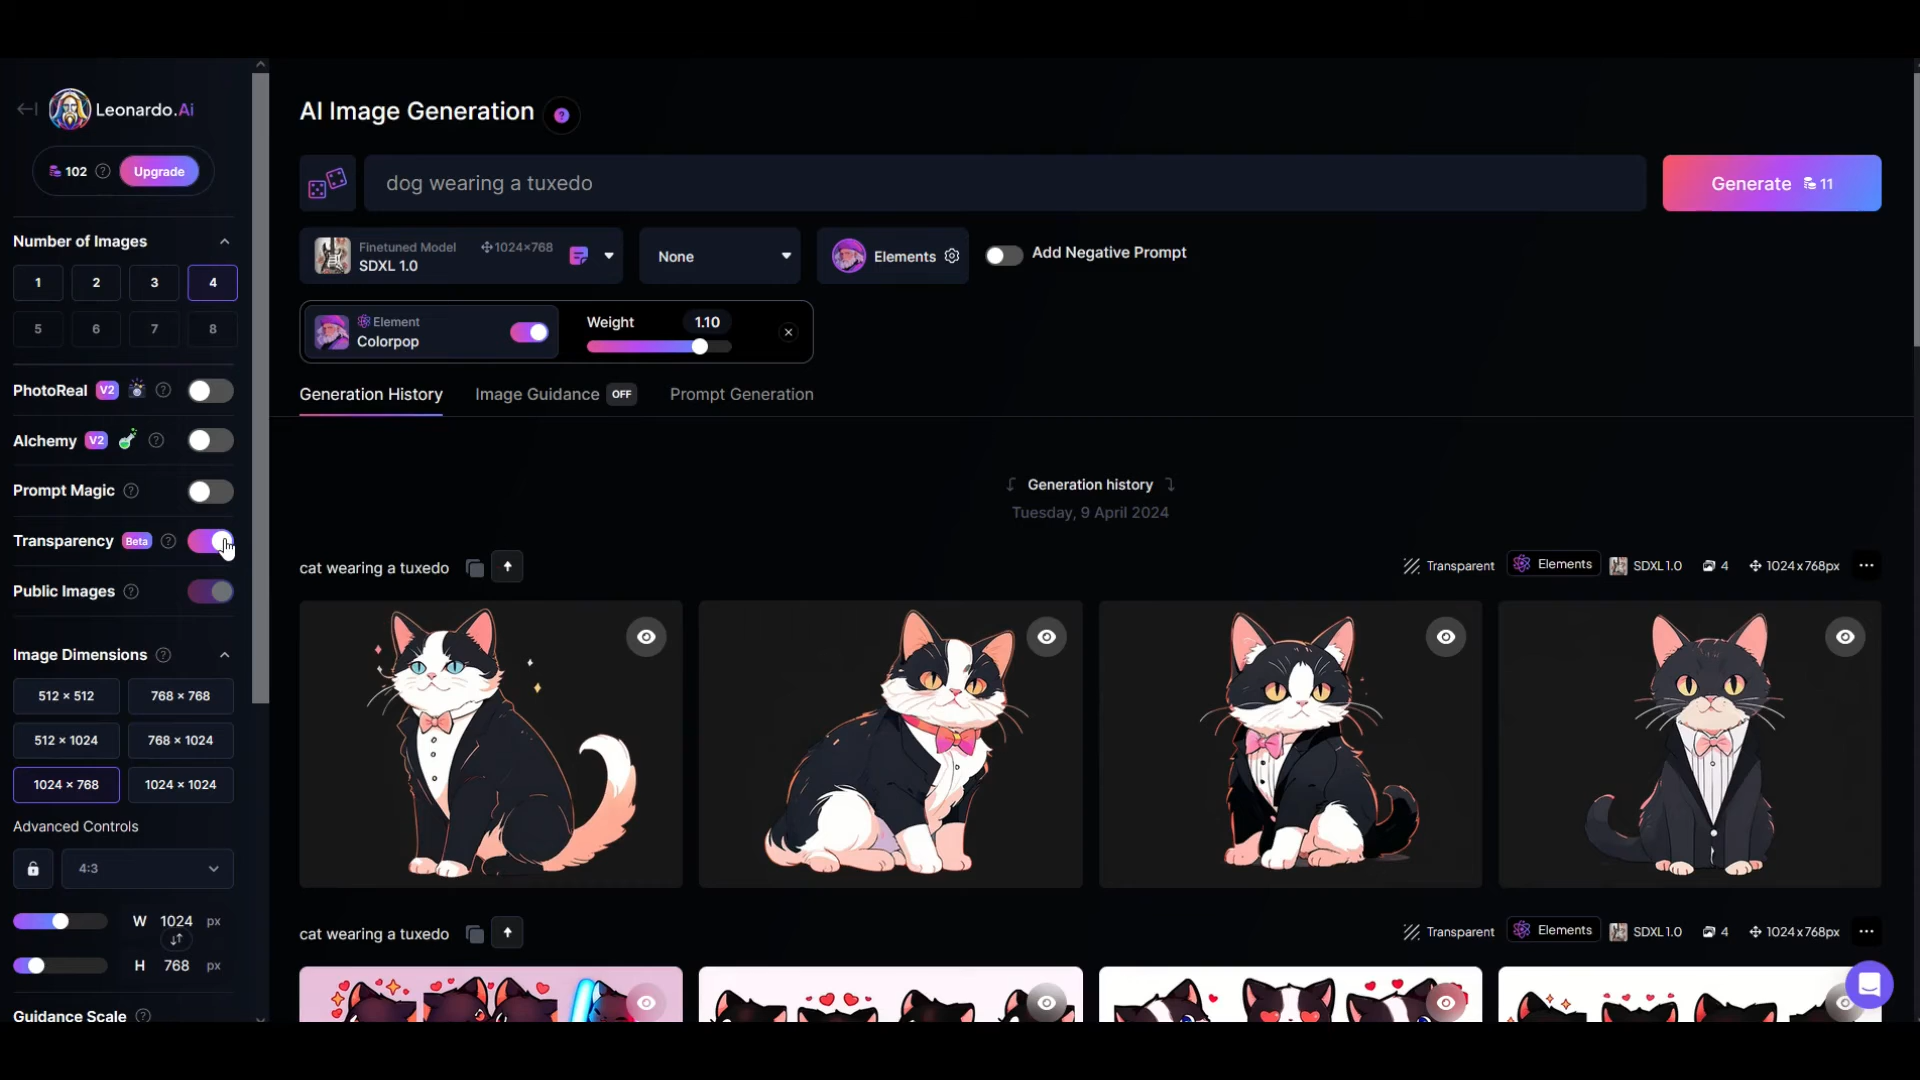 Leonardo.Ai
102
Upgrade
Number of Images
1 2 3 4
5 6 7 8
PhotoReal V2
Alchemy V2
Prompt Magic
Transparency Beta
Public Images
Image Dimensions
512 × 512 768 × 768
512 × 1024 768 × 1024
1024 × 768 1024 × 1024
Advanced Controls
4:3
W 1024 px
H 768 px
Guidance Scale
AI Image Generation ?
dog wearing a tuxedo
Generate 11
Finetuned Model 1024×768
SDXL 1.0
None
Elements
Add Negative Prompt
Element
Colorpop
Weight 1.10
Generation History Image Guidance OFF Prompt Generation
Generation history
Tuesday, 9 April 2024
cat wearing a tuxedo
Transparent Elements SDXL 1.0 4 1024x768px
cat wearing a tuxedo
Transparent Elements SDXL 1.0 4 1024x768px